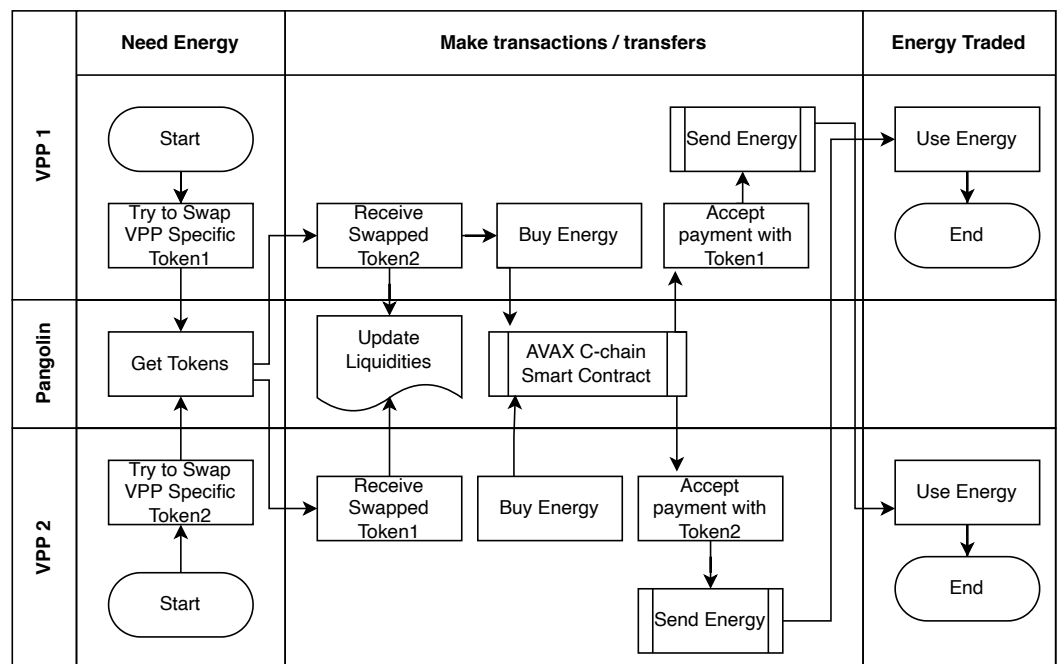 Need Energy
Make transactions / transfers
Energy Traded
VPP 1
Start
Try to Swap
VPP Specific
Token1
Receive
Swapped
Token2
Buy Energy
Send Energy
Accept
payment with
Token1
Use Energy
End
Pangolin
Get Tokens
Update
Liquidities
AVAX C-chain
Smart Contract
VPP 2
Try to Swap
VPP Specific
Token2
Start
Receive
Swapped
Token1
Buy Energy
Accept
payment with
Token2
Send Energy
Use Energy
End